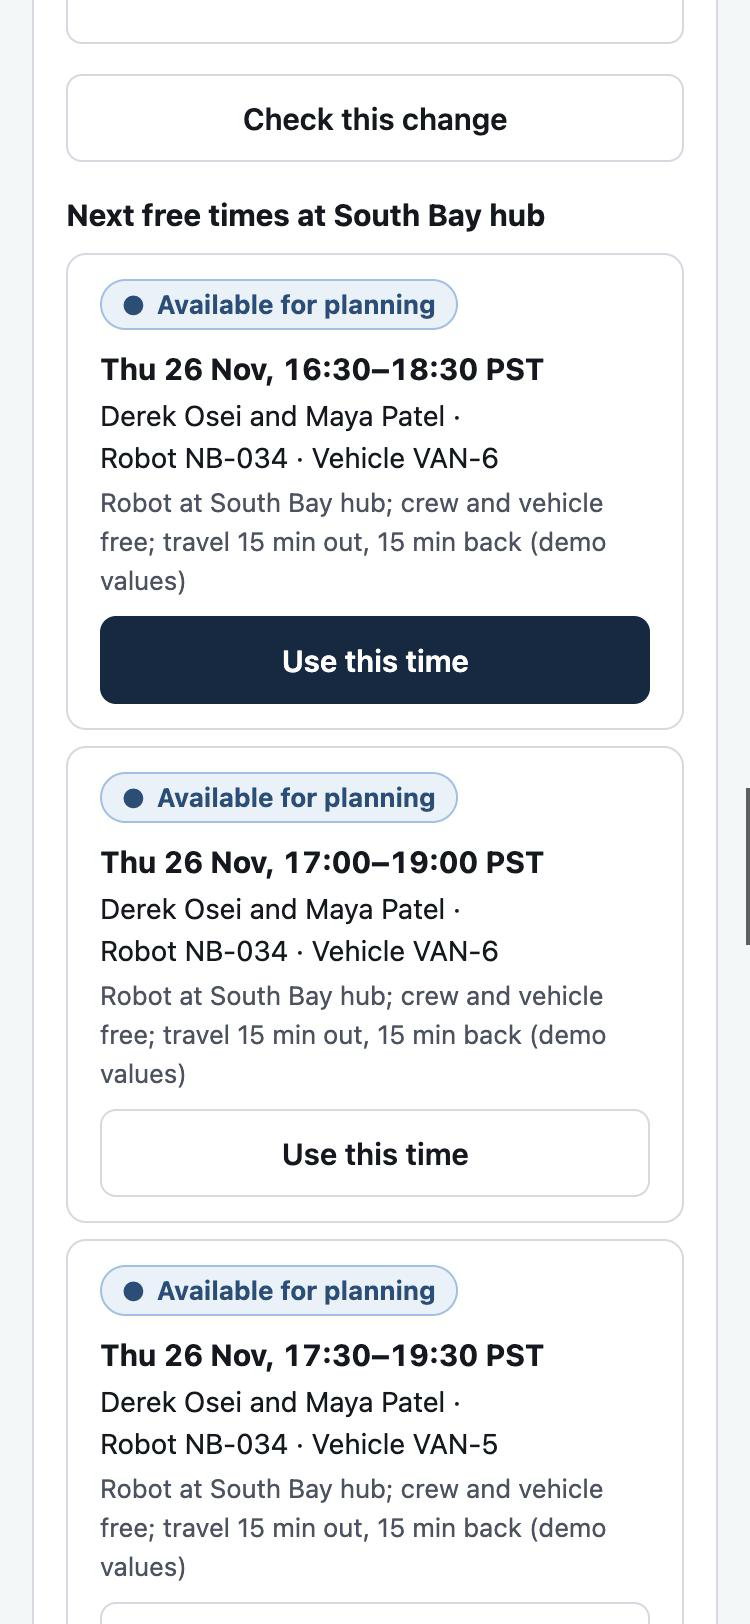 Check this change
Next free times at South Bay hub
Available for planning
Thu 26 Nov, 16:30–18:30 PST
Derek Osei and Maya Patel ·
Robot NB-034 · Vehicle VAN-6
Robot at South Bay hub; crew and vehicle
free; travel 15 min out, 15 min back (demo
values)
Use this time
Available for planning
Thu 26 Nov, 17:00–19:00 PST
Derek Osei and Maya Patel ·
Robot NB-034 · Vehicle VAN-6
Robot at South Bay hub; crew and vehicle
free; travel 15 min out, 15 min back (demo
values)
Use this time
Available for planning
Thu 26 Nov, 17:30–19:30 PST
Derek Osei and Maya Patel ·
Robot NB-034 · Vehicle VAN-5
Robot at South Bay hub; crew and vehicle
free; travel 15 min out, 15 min back (demo
values)